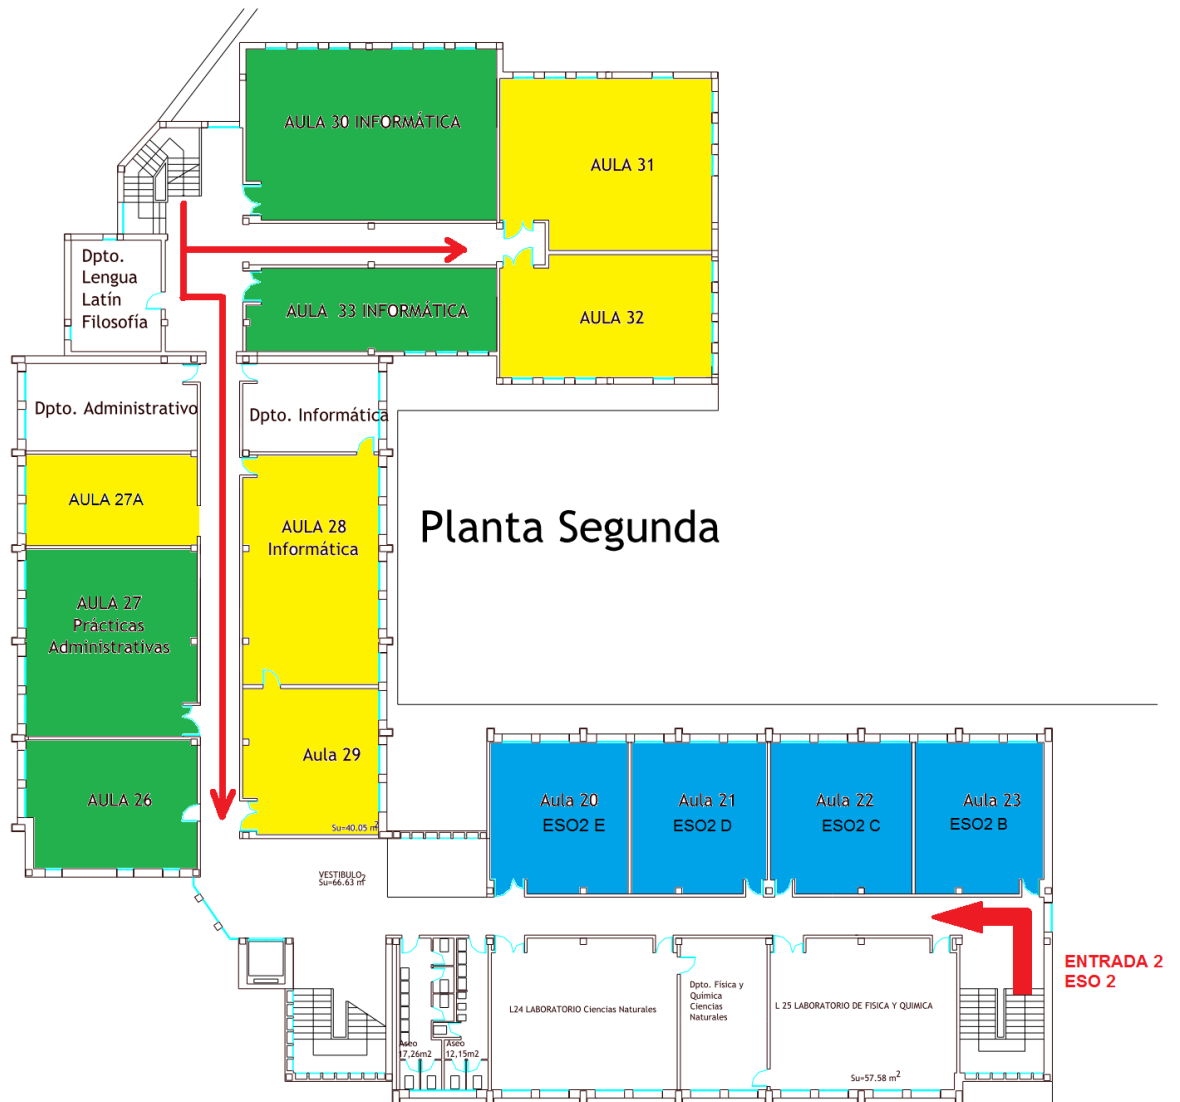 AULA 30 INFORMÁTICA
AULA 31
Dpto.
Lengua
Latín
Filosofía
AULA 33 INFORMÁTICA
AULA 32
Dpto. Administrativo
Dpto. Informática
AULA 27A
AULA 28
Informática
Planta Segunda
AULA 27
Prácticas
Administrativas
Aula 29
AULA 26
Su=40.05 m2
Aula 20
ESO2 E
Aula 21
ESO2 D
Aula 22
ESO2 C
Aula 23
ESO2 B
VESTIBULO
Su=66.63 m2
ENTRADA 2
ESO 2
Dpto. Fisica y
Quimica
Ciencias
Naturales
L24 LABORATORIO Ciencias Naturales
L 25 LABORATORIO DE FISICA Y QUIMICA
Aseo
17,26m2
Aseo
12,15m2
Su=57.58 m2